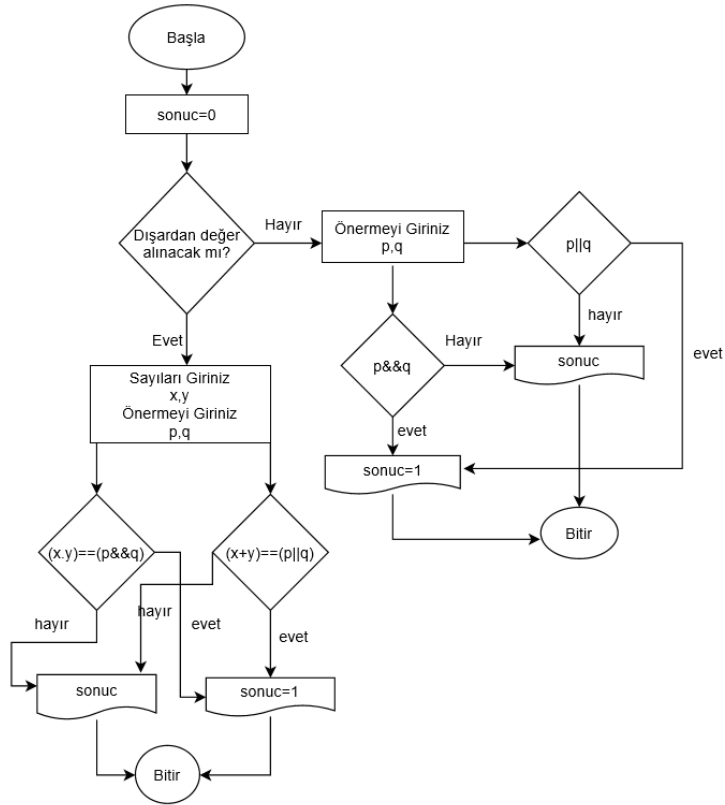 Başla
sonuc=0
Dışardan değer
alınacak mı?
Hayır
Önermeyi Giriniz
p,q
p||q
hayır
evet
Evet
p&&q
Hayır
sonuc
evet
sonuc=1
Bitir
Sayıları Giriniz
x,y
Önermeyi Giriniz
p,q
(x.y)==(p&&q)
(x+y)==(p||q)
hayır
hayır
evet
evet
sonuc
sonuc=1
Bitir